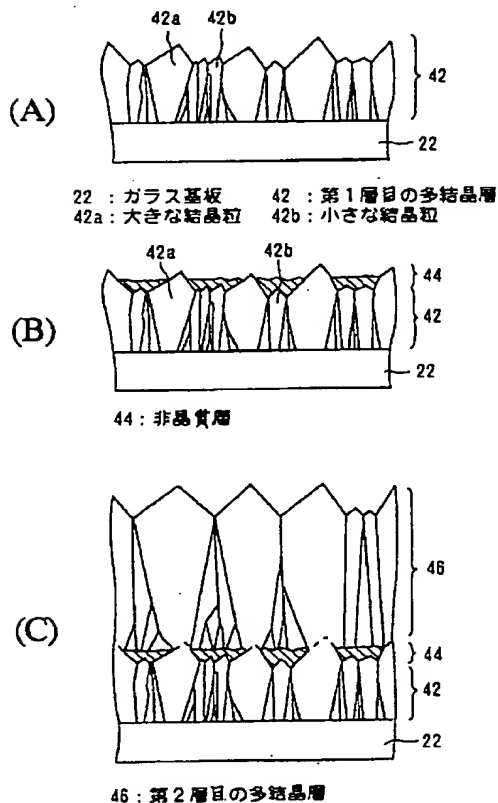 42a 42b
42
(A)
22
22 : ガラス基板 42 : 第1層目の多結晶層
42a : 大きな結晶粒 42b : 小さな結晶粒
42a 42b
44
42
(B)
22
44 : 非晶質層
46
(C)
44
42
22
46 : 第2層目の多結晶層